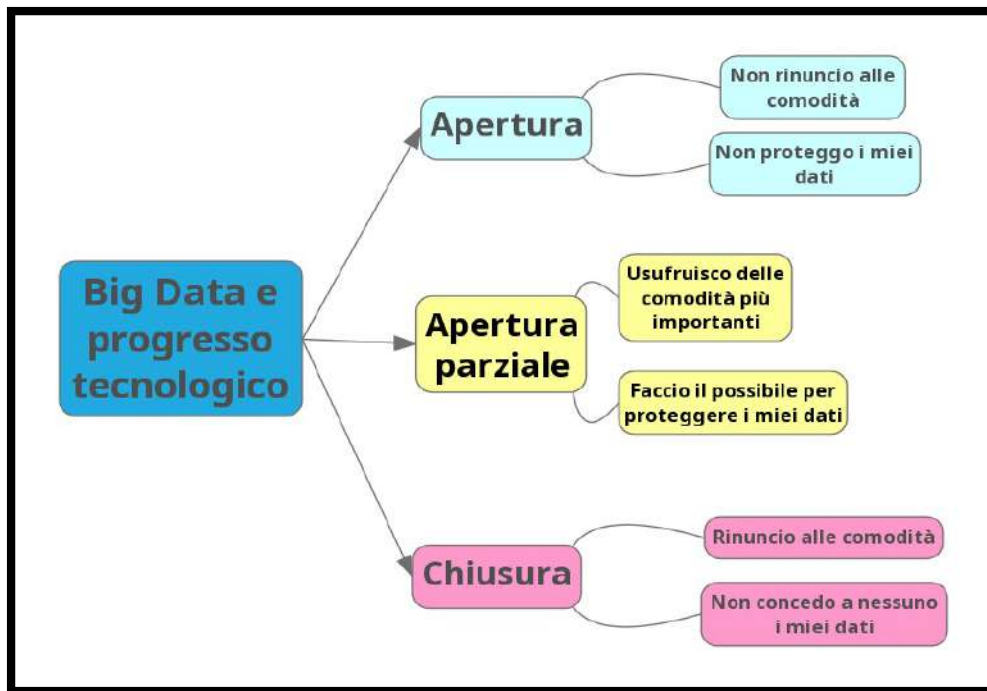 Big Data e
progresso
tecnologico
Apertura
Non rinuncio alle
comodità
Non proteggo i miei
dati
Apertura
parziale
Usufruisco delle
comodità più
importanti
Faccio il possibile per
proteggere i miei dati
Chiusura
Rinuncio alle comodità
Non concedo a nessuno
i miei dati